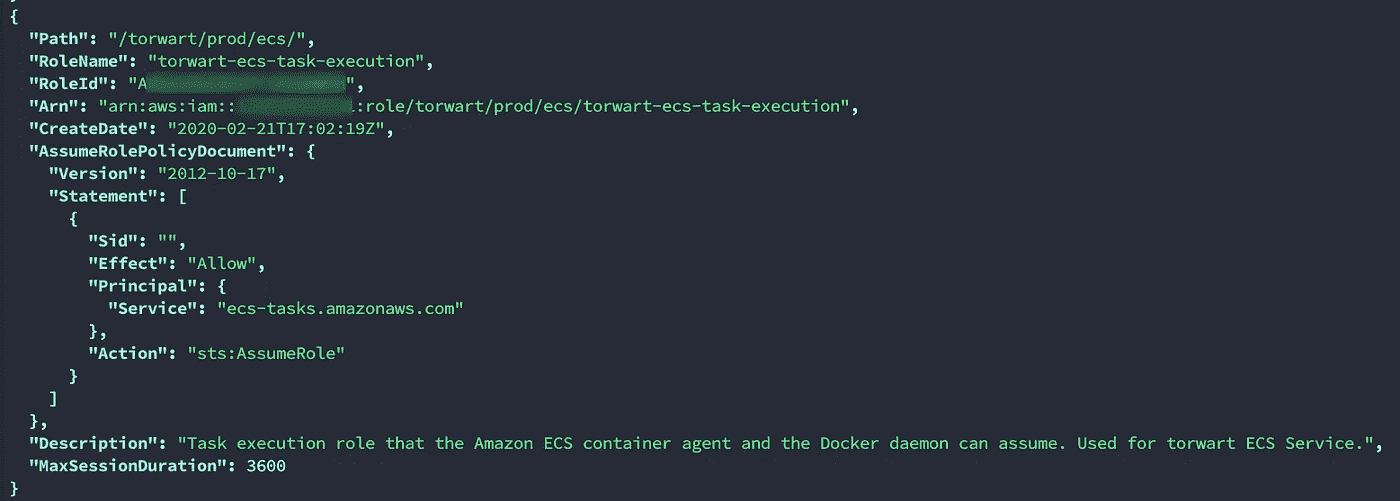 {
"Path": "/torwart/prod/ecs/",
"RoleName": "torwart-ecs-task-execution",
"RoleId": "A                    ",
"Arn": "arn:aws:iam::            :role/torwart/prod/ecs/torwart-ecs-task-execution",
"CreateDate": "2020-02-21T17:02:19Z",
"AssumeRolePolicyDocument": {
"Version": "2012-10-17",
"Statement": [
{
"Sid": "",
"Effect": "Allow",
"Principal": {
"Service": "ecs-tasks.amazonaws.com"
},
"Action": "sts:AssumeRole"
}
]
},
"Description": "Task execution role that the Amazon ECS container agent and the Docker daemon can assume. Used for torwart ECS Service.",
"MaxSessionDuration": 3600
}